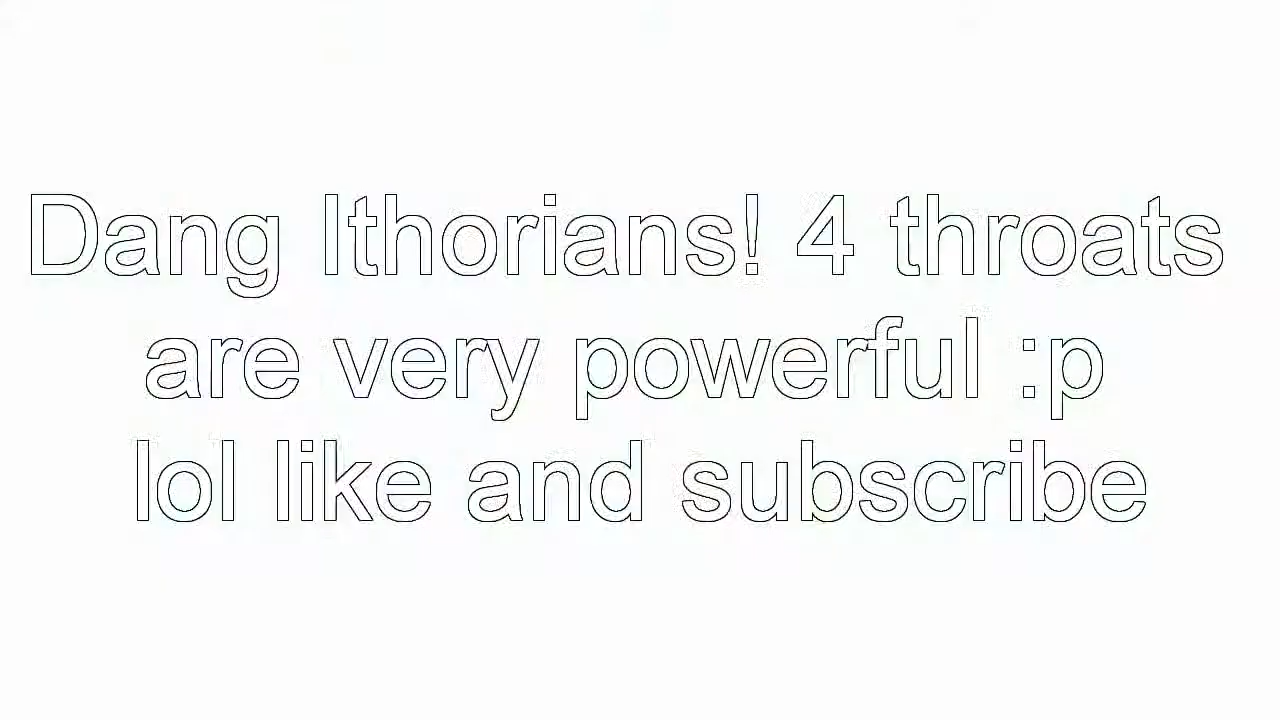 Dang Ithorians! 4 throats
are very powerful :p
lol like and subscribe